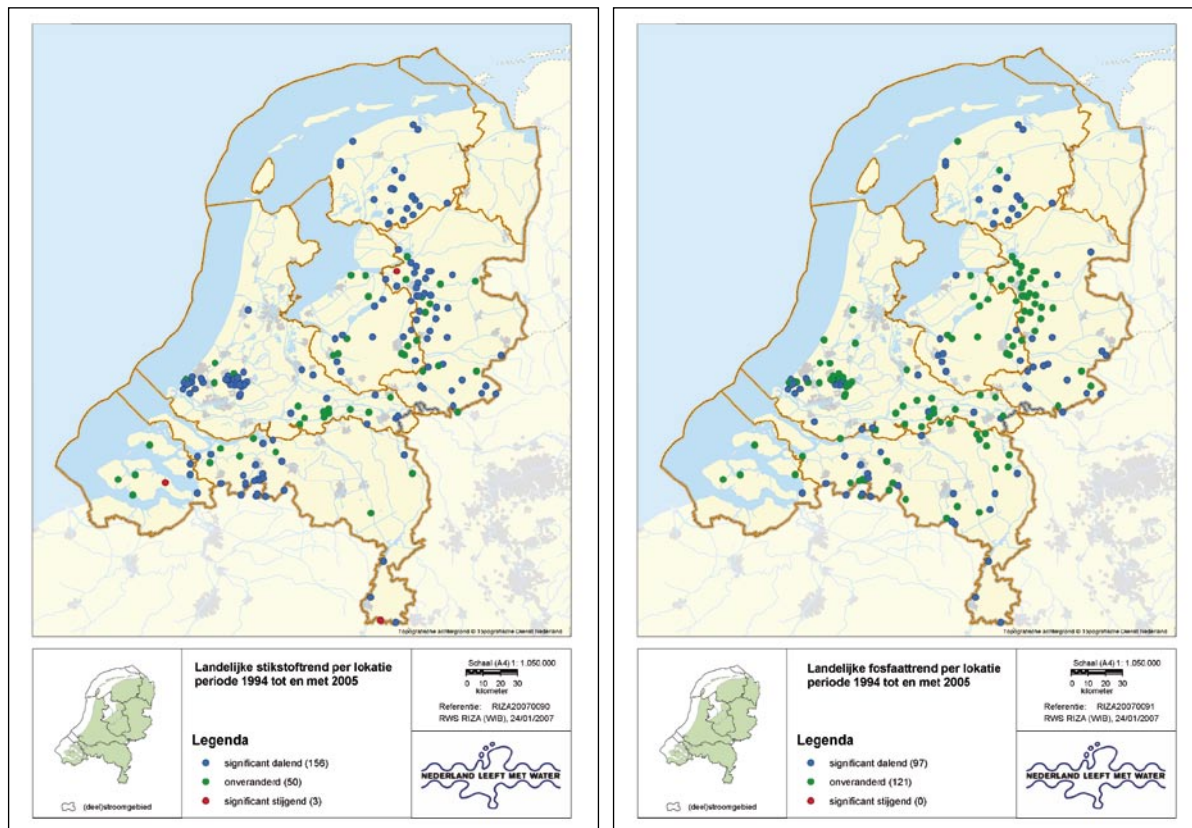 Topografische achtergrond © Topografische Dienst Nederland
Landelijke stikstoftrend per lokatie
periode 1994 tot en met 2005
Legenda
significant dalend (156)
onveranderd (50)
significant stijgend (3)
(deel)stroomgebied
Schaal (A4) 1: 1.050.000
0 10 20 30
kilometer
Referentie: RIZA20070090
RWS RIZA (WIB), 24/01/2007
NEDERLAND LEEFT MET WATER
Topografische achtergrond © Topografische Dienst Nederland
Landelijke fosfaattrend per lokatie
periode 1994 tot en met 2005
Legenda
significant dalend (97)
onveranderd (121)
significant stijgend (0)
(deel)stroomgebied
Schaal (A4) 1: 1.050.000
0 10 20 30
kilometer
Referentie: RIZA20070091
RWS RIZA (WIB), 24/01/2007
NEDERLAND LEEFT MET WATER